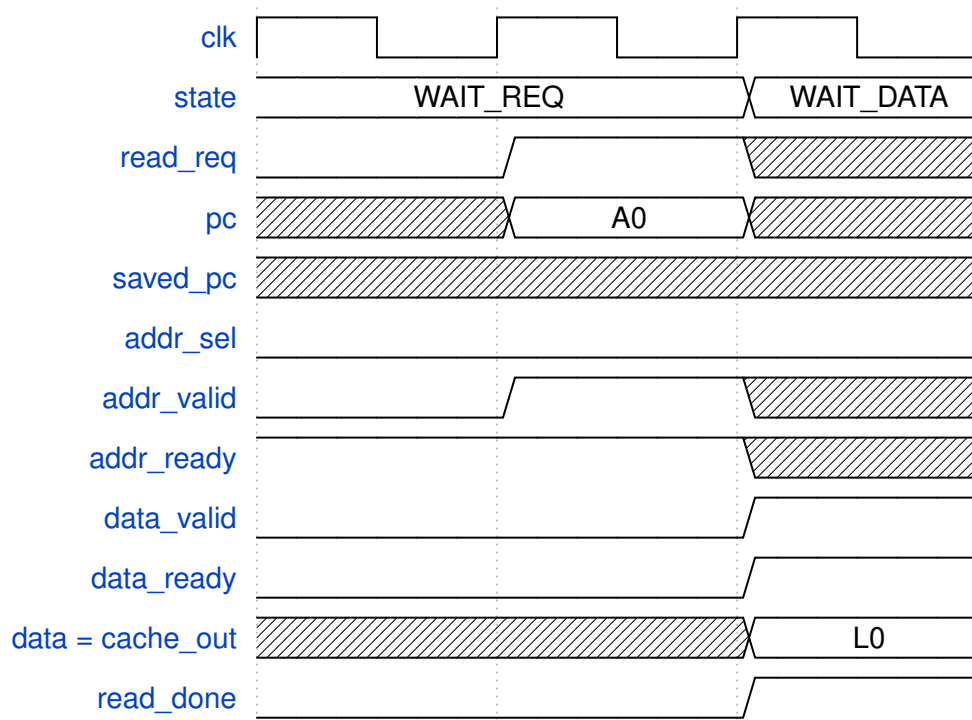 clk
state WAIT_REQ WAIT_DATA
read_req
pc A0
saved_pc
addr_sel
addr_valid
addr_ready
data_valid
data_ready
data = cache_out L0
read_done